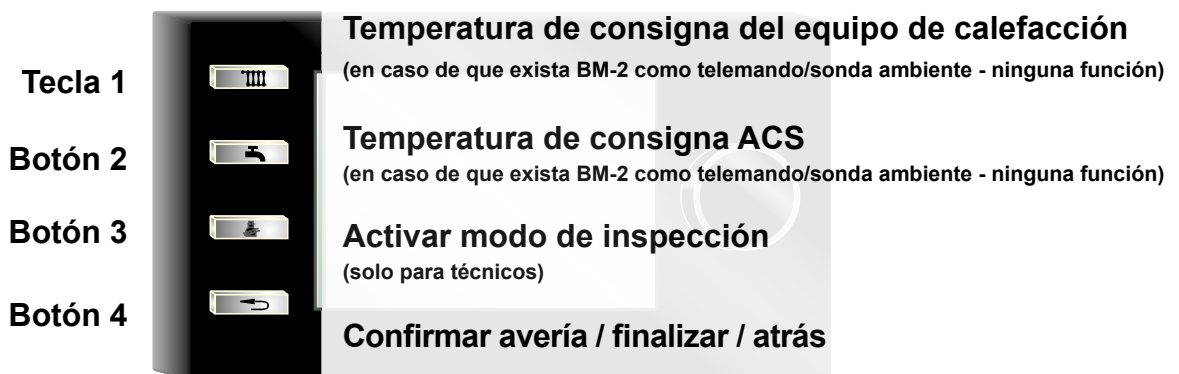 Temperatura de consigna del equipo de calefacción
Tecla 1
(en caso de que exista BM-2 como telemando/sonda ambiente - ninguna función)
Temperatura de consigna ACS
Botón 2
(en caso de que exista BM-2 como telemando/sonda ambiente - ninguna función)
Botón 3
Activar modo de inspección
(solo para técnicos)
Botón 4
Confirmar avería / finalizar / atrás